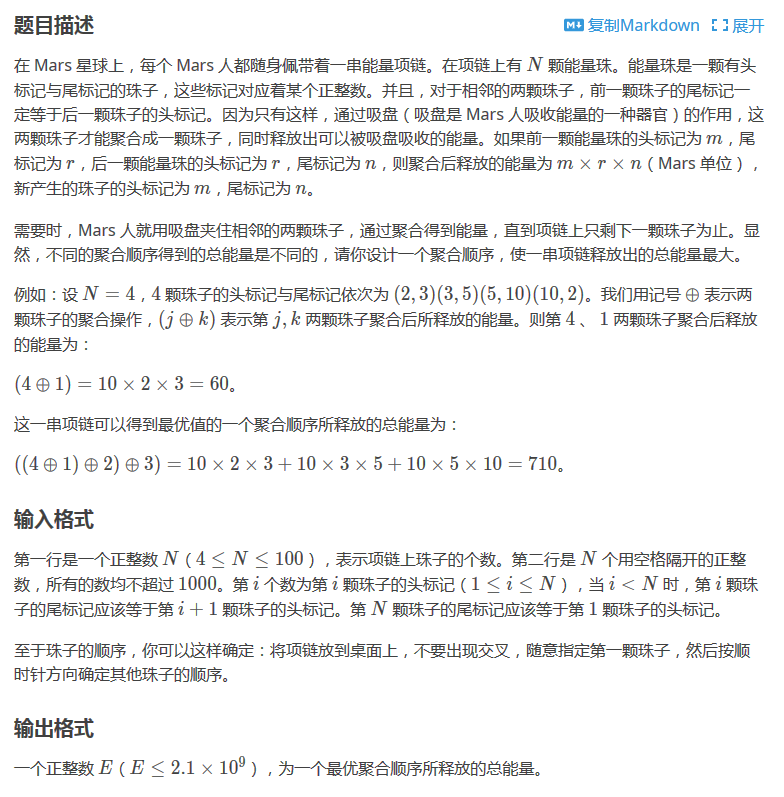 题目描述 复制Markdown 展开
在 Mars 星球上，每个 Mars 人都随身佩带着一串能量项链。在项链上有 N 颗能量珠。能量珠是一颗有头
标记与尾标记的珠子，这些标记对应着某个正整数。并且，对于相邻的两颗珠子，前一颗珠子的尾标记一
定等于后一颗珠子的头标记。因为只有这样，通过吸盘（吸盘是 Mars 人吸收能量的一种器官）的作用，这
两颗珠子才能聚合成一颗珠子，同时释放出可以被吸盘吸收的能量。如果前一颗能量珠的头标记为 m，尾
标记为 r，后一颗能量珠的头标记为 r，尾标记为 n，则聚合后释放的能量为 m × r × n（Mars 单位），
新产生的珠子的头标记为 m，尾标记为 n。
需要时，Mars 人就用吸盘夹住相邻的两颗珠子，通过聚合得到能量，直到项链上只剩下一颗珠子为止。显
然，不同的聚合顺序得到的总能量是不同的，请你设计一个聚合顺序，使一串项链释放出的总能量最大。
例如：设 N = 4，4 颗珠子的头标记与尾标记依次为 (2, 3)(3, 5)(5, 10)(10, 2)。我们用记号 ⊕ 表示两
颗珠子的聚合操作，(j ⊕ k) 表示第 j, k 两颗珠子聚合后所释放的能量。则第 4 、 1 两颗珠子聚合后释放
的能量为：
(4 ⊕ 1) = 10 × 2 × 3 = 60。
这一串项链可以得到最优值的一个聚合顺序所释放的总能量为：
((4 ⊕ 1) ⊕ 2) ⊕ 3) = 10 × 2 × 3 + 10 × 3 × 5 + 10 × 5 × 10 = 710。
输入格式
第一行是一个正整数 N（4 ≤ N ≤ 100），表示项链上珠子的个数。第二行是 N 个用空格隔开的正整
数，所有的数均不超过 1000。第 i 个数为第 i 颗珠子的头标记（1 ≤ i ≤ N），当 i < N 时，第 i 颗珠
子的尾标记应该等于第 i + 1 颗珠子的头标记。第 N 颗珠子的尾标记应该等于第 1 颗珠子的头标记。
至于珠子的顺序，你可以这样确定：将项链放到桌面上，不要出现交叉，随意指定第一颗珠子，然后按顺
时针方向确定其他珠子的顺序。
输出格式
一个正整数 E（E ≤ 2.1 × 10⁹），为一个最优聚合顺序所释放的总能量。